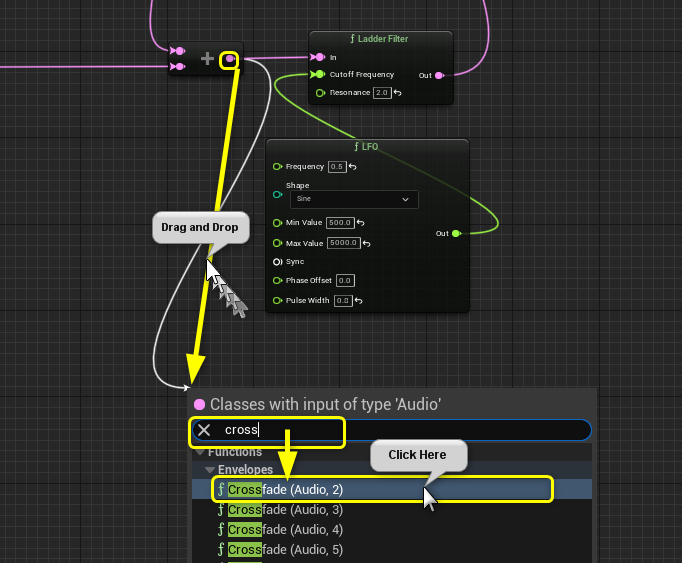 Ladder Filter
In
Cutoff Frequency
Out
Resonance 2.0
LFO
Frequency 0.5
Shape
Sine
Drag and Drop
Min Value 500.0
Out
Max Value 5000.0
Sync
Phase Offset 0.0
Pulse Width 0.0
Classes with input of type 'Audio'
cross
Functions
Click Here
Envelopes
Crossfade (Audio, 2)
Crossfade (Audio, 3)
Crossfade (Audio, 4)
Crossfade (Audio, 5)